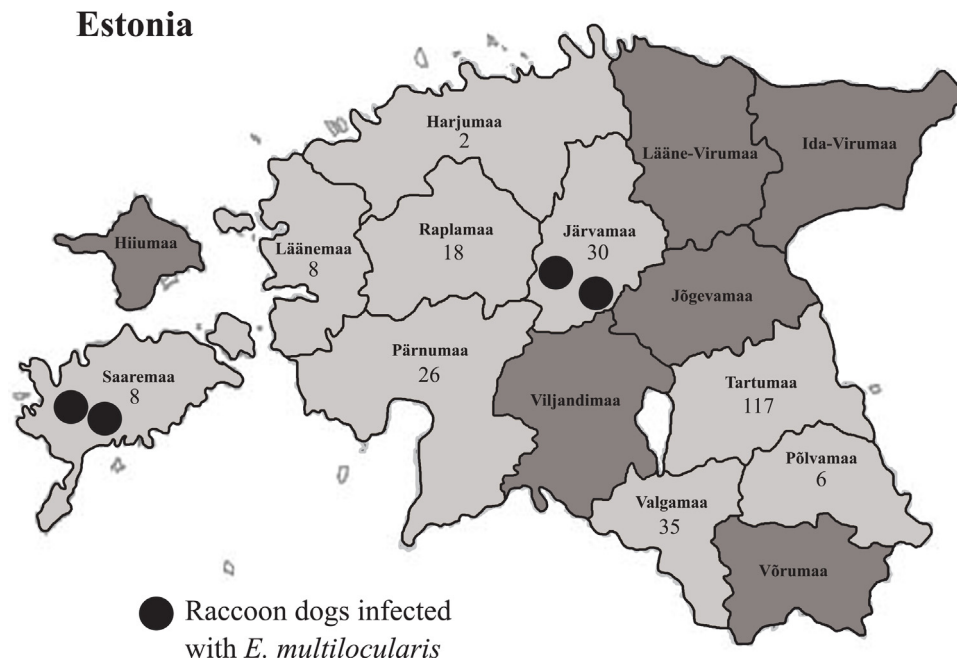 Estonia
Harjumaa
2
Lääne-Virumaa
Ida-Virumaa
Hiiumaa
Läänemaa
8
Raplamaa
18
Järvamaa
30
Jõgevamaa
Saaremaa
8
Pärnumaa
26
Viljandimaa
Tartumaa
117
Põlvamaa
6
Valgamaa
35
Võrumaa
Raccoon dogs infected
with E. multilocularis